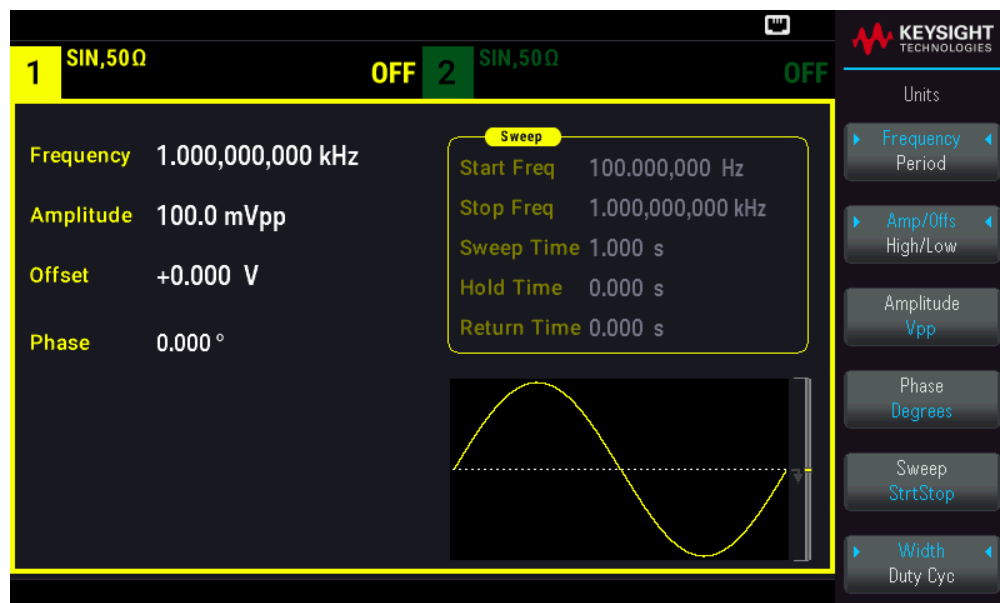 1
SIN,50Ω
OFF
2
SIN,50Ω
OFF
Frequency 1.000,000,000 kHz
Amplitude 100.0 mVpp
Offset +0.000 V
Phase 0.000 °
Sweep
Start Freq 100.000,000 Hz
Stop Freq 1.000,000,000 kHz
Sweep Time 1.000 s
Hold Time 0.000 s
Return Time 0.000 s
KEYSIGHT
TECHNOLOGIES
Units
Frequency
Period
Amp/Offs
High/Low
Amplitude
Vpp
Phase
Degrees
Sweep
StrtStop
Width
Duty Cyc